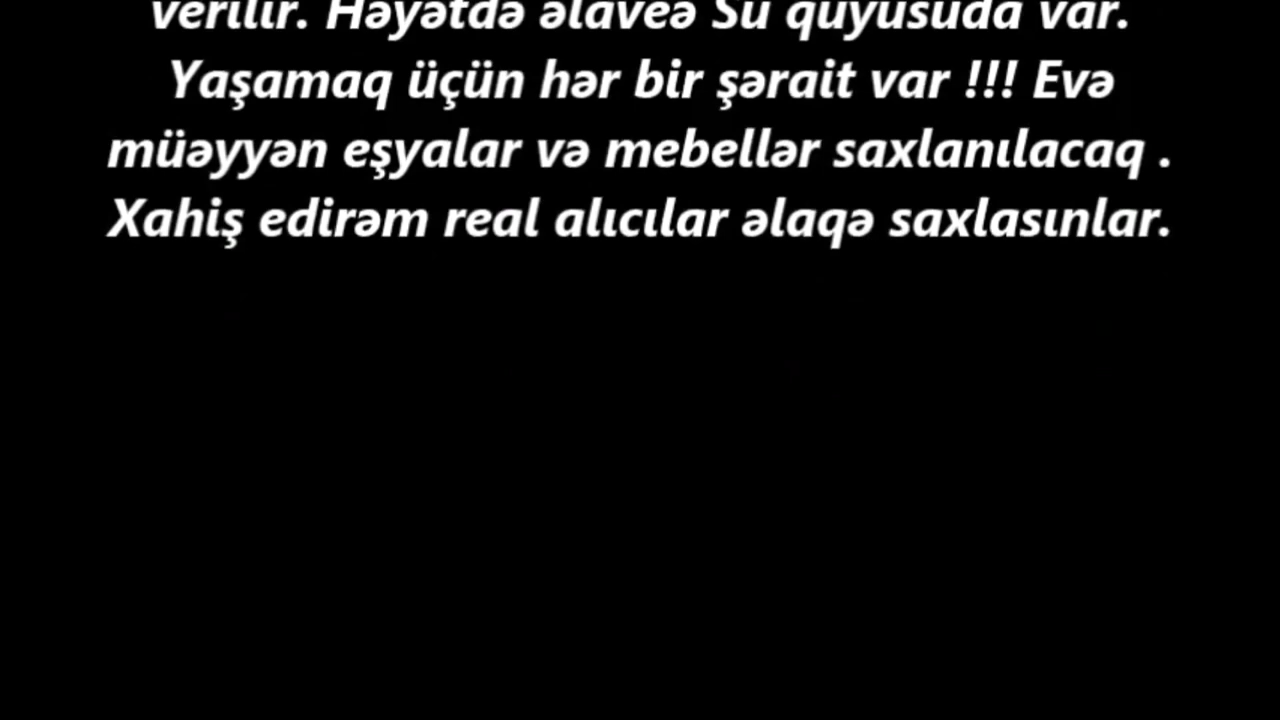 verilir. Həyətdə əlaveə Su quyusuda var.
Yaşamaq üçün hər bir şərait var !!! Evə
müəyyən eşyalar və mebellər saxlanılacaq .
Xahiş edirəm real alıcılar əlaqə saxlasınlar.